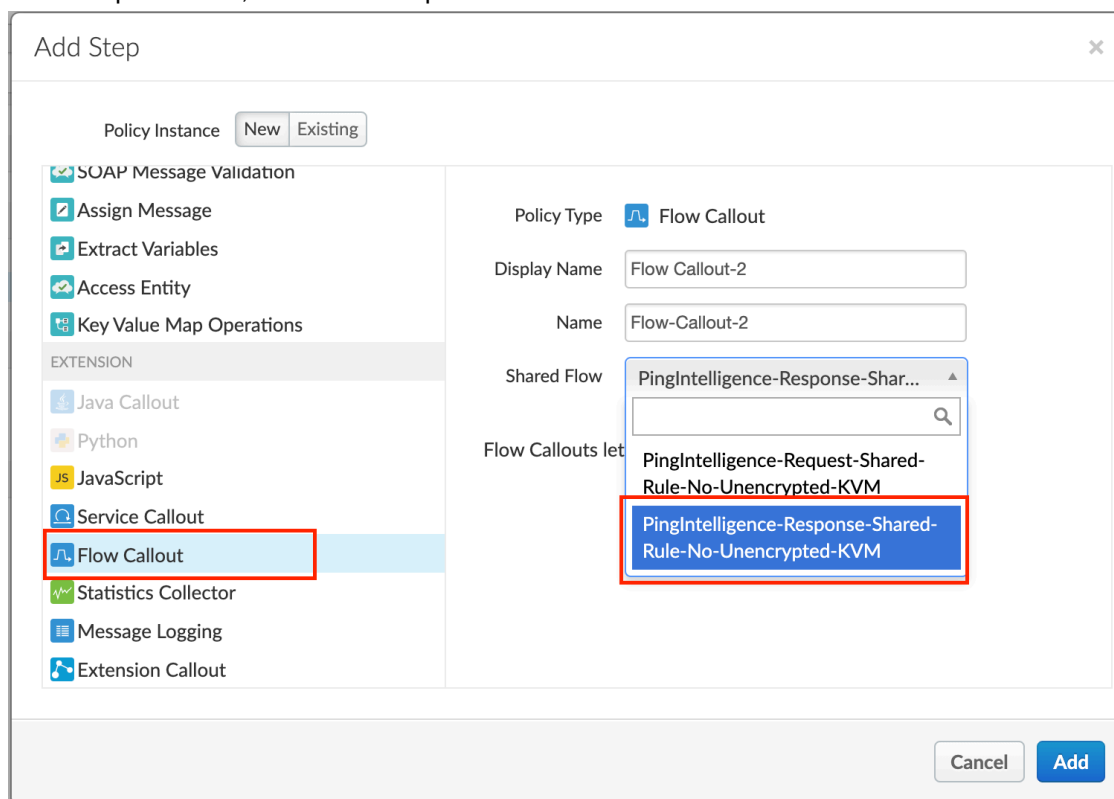 Add Step
×
Policy Instance New Existing
SOAP Message Validation
Assign Message
Extract Variables
Access Entity
Key Value Map Operations
EXTENSION
Java Callout
Python
JS JavaScript
Service Callout
Flow Callout
Statistics Collector
Message Logging
Extension Callout
Policy Type Flow Callout
Display Name Flow Callout-2
Name Flow-Callout-2
Shared Flow PingIntelligence-Response-Shar...
Flow Callouts let
PingIntelligence-Request-Shared-
Rule-No-Unencrypted-KVM
PingIntelligence-Response-Shared-
Rule-No-Unencrypted-KVM
Cancel Add